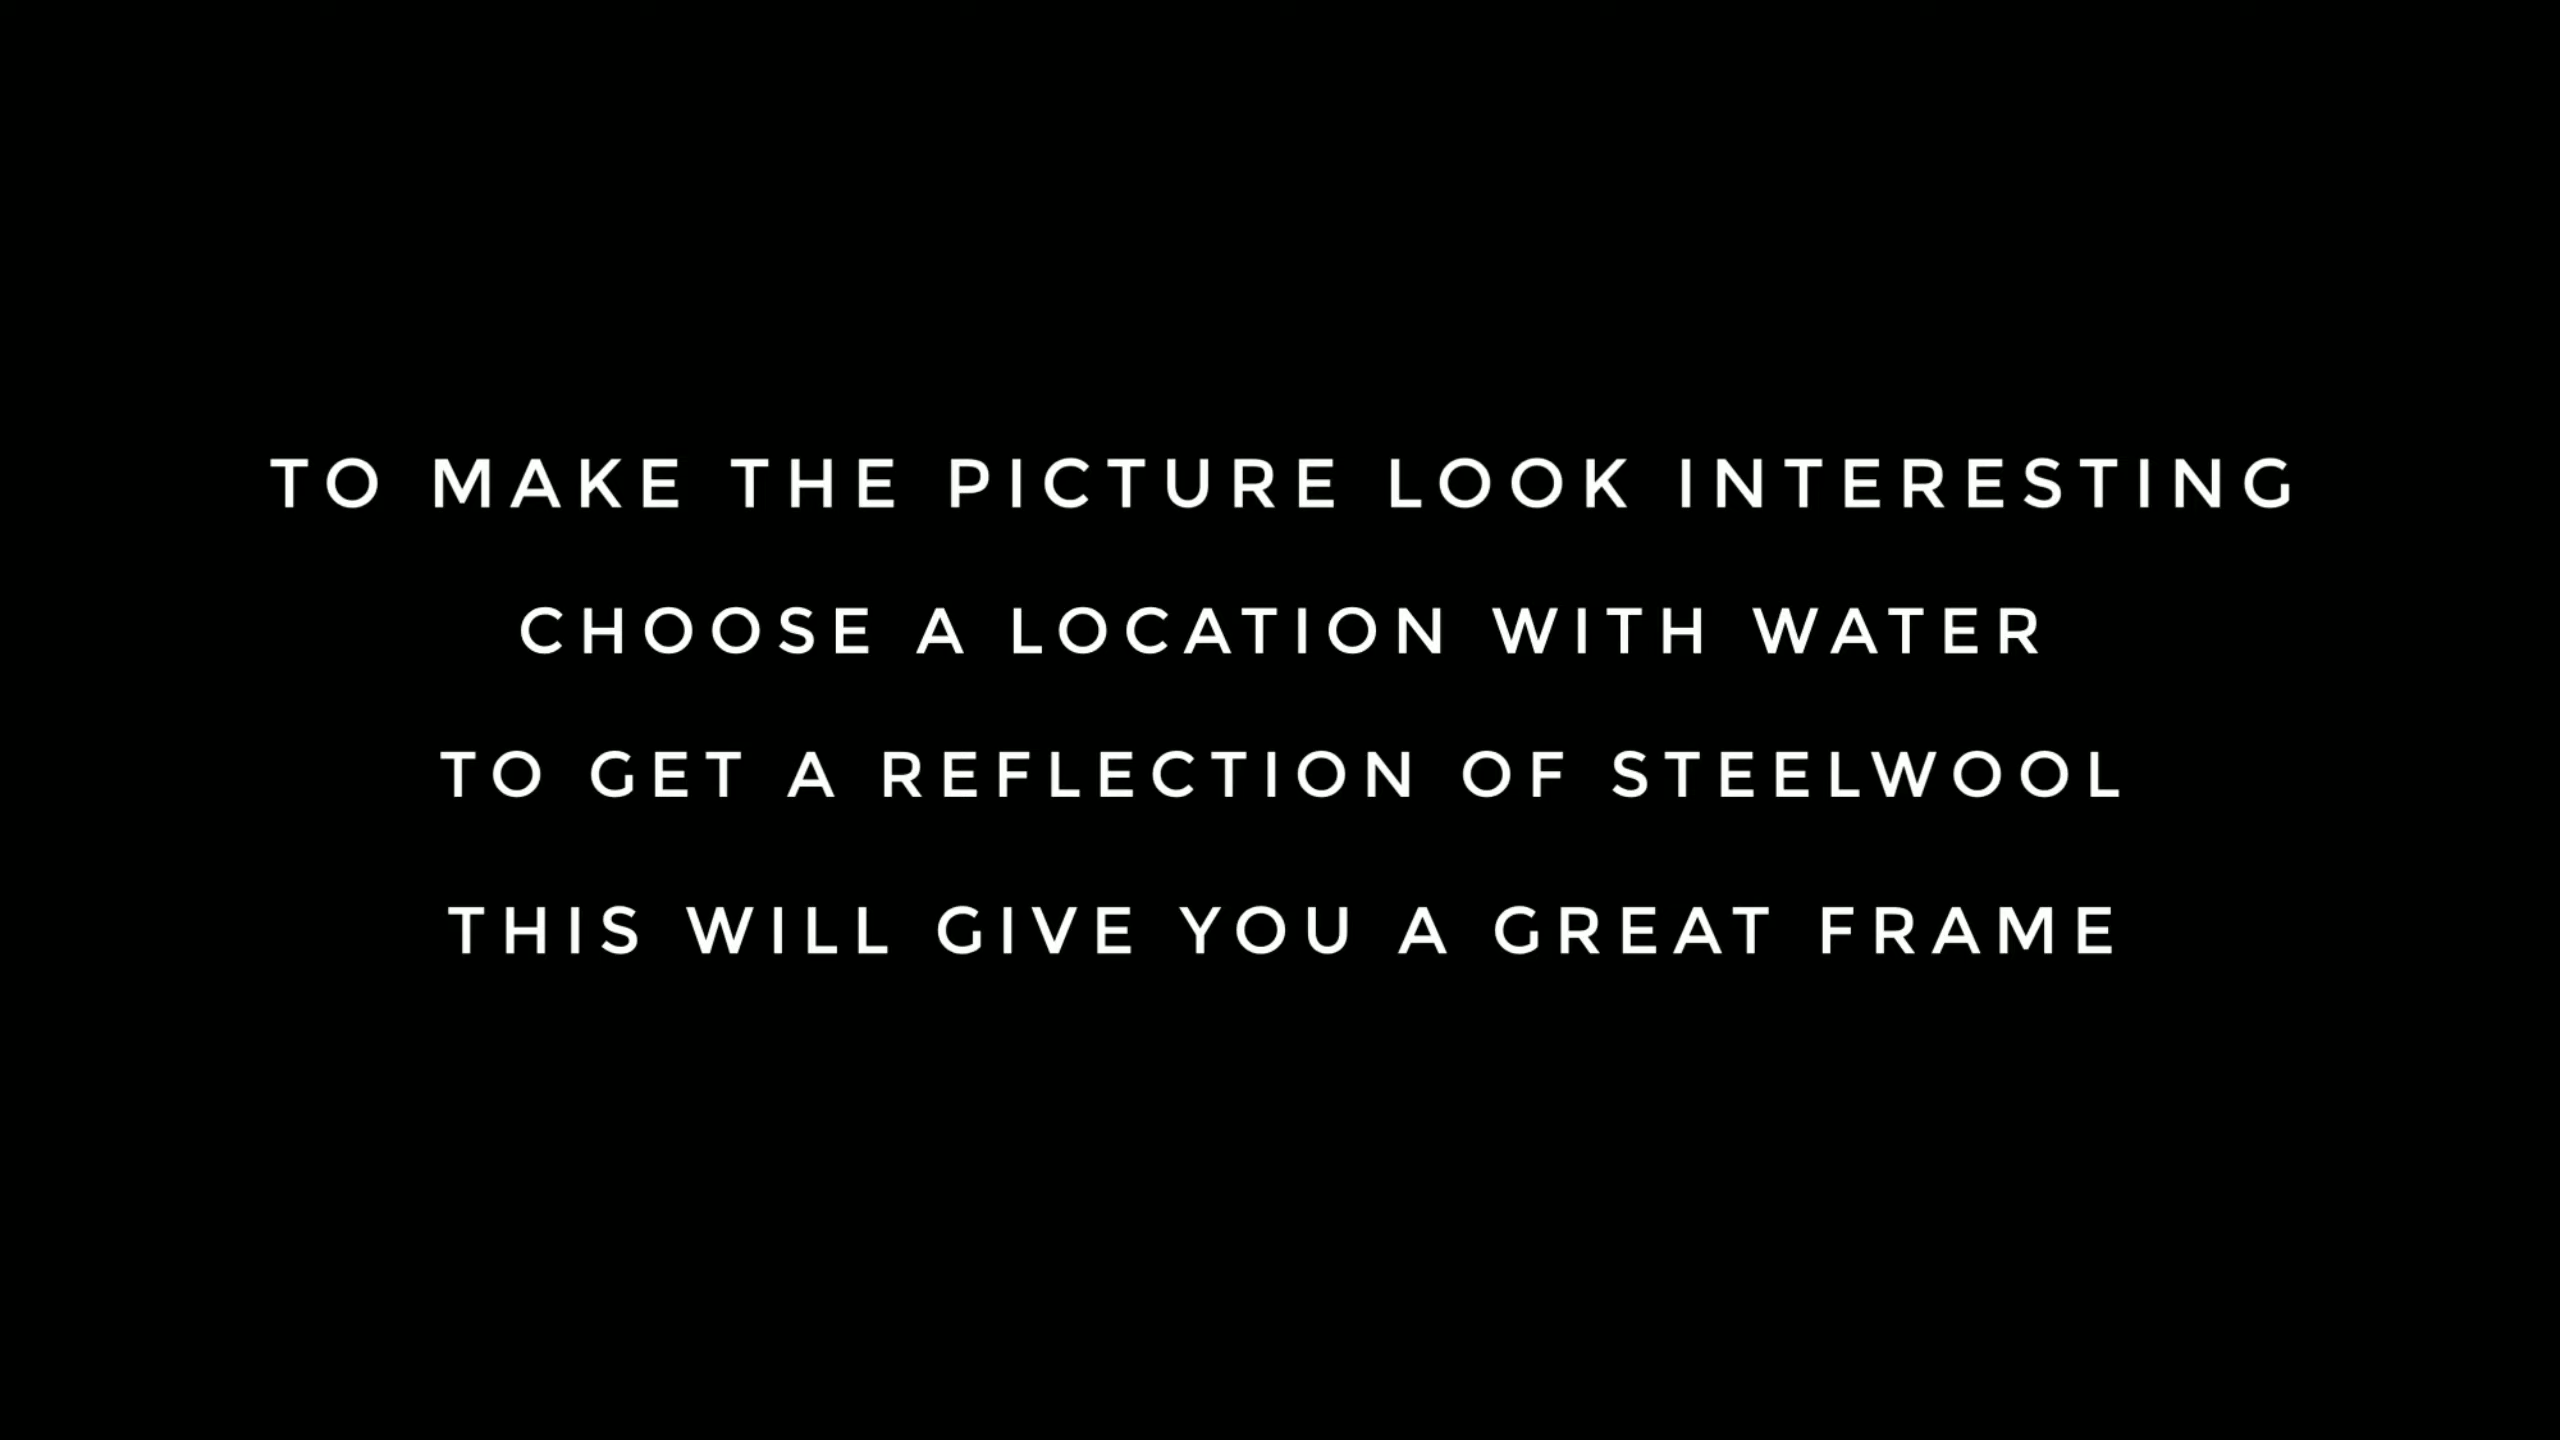 TO MAKE THE PICTURE LOOK INTERESTING
CHOOSE A LOCATION WITH WATER
TO GET A REFLECTION OF STEELWOOL
THIS WILL GIVE YOU A GREAT FRAME